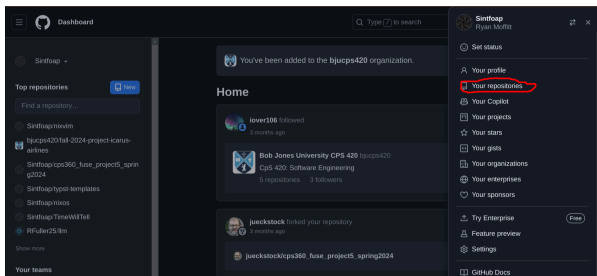 Dashboard
Type / to search
Sintfoap
Ryan Moffitt
Sintfoap
You've been added to the bjucps420 organization.
Set status
Top repositories
New
Home
Your profile
Find a repository…
Your repositories
Your Copilot
Sintfoap/nixvim
iover106 followed
Your projects
3 months ago
bjucps420/fall-2024-project-icarus-
airlines
Your stars
Your gists
Sintfoap/cps360_fuse_project5_sprin
g2024
Bob Jones University CPS 420 bjucps420
CpS 420: Software Engineering
Your organizations
Sintfoap/typst-templates
5 repositories 3 followers
Your enterprises
Sintfoap/nixos
Your sponsors
Sintfoap/TimeWillTell
Try Enterprise
Free
RFuller25/llm
jueckstock forked your repository
3 months ago
Feature preview
Show more
Settings
jueckstock/cps360_fuse_project5_spring2024
Your teams
GitHub Docs